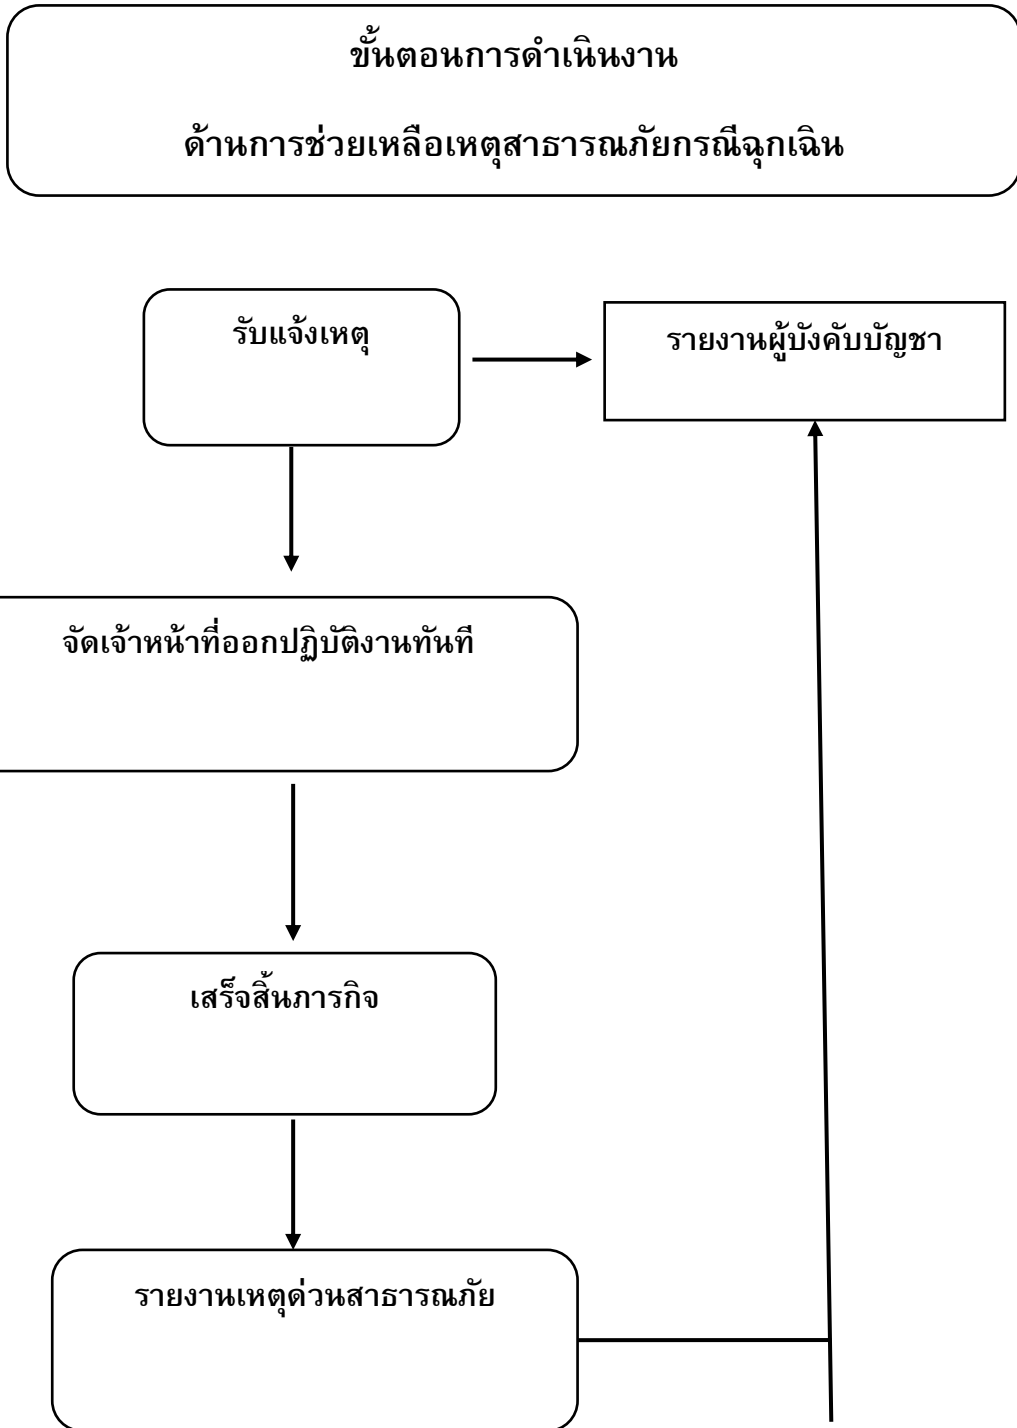 ขั้นตอนการดำเนินงาน
ด้านการช่วยเหลือเหตุสาธารณภัยกรณีฉุกเฉิน
รับแจ้งเหตุ
รายงานผู้บังคับบัญชา
จัดเจ้าหน้าที่ออกปฏิบัติงานทันที
เสร็จสิ้นภารกิจ
รายงานเหตุด่วนสาธารณภัย